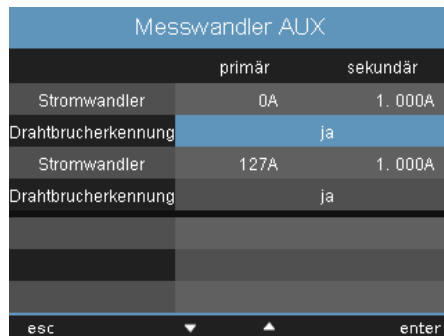 Messwandler AUX
primär sekundär
Stromwandler 0A 1. 000A
Drahtbrucherkennung ja
Stromwandler 127A 1. 000A
Drahtbrucherkennung ja
esc enter